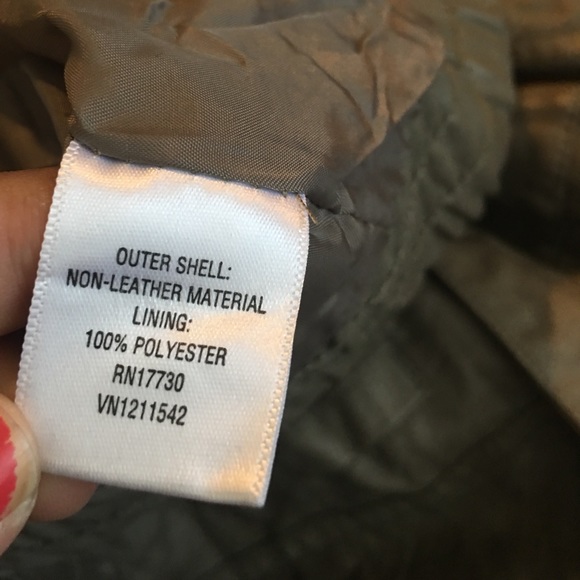 OUTER SHELL:
NON-LEATHER MATERIAL
LINING:
100% POLYESTER
RN17730
VN1211542